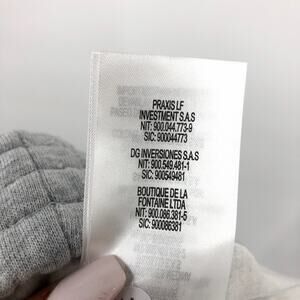 PRAXIS LF
INVESTMENT S.A.S
NIT: 900.044.773-9
SIC: 900044773
DG INVERSIONES S.A.S
NIT: 900.549.481-1
SIC: 900549481
BOUTIQUE DE LA
FONTAINE LTDA
NIT: 900.086.381-5
SIC: 900086381